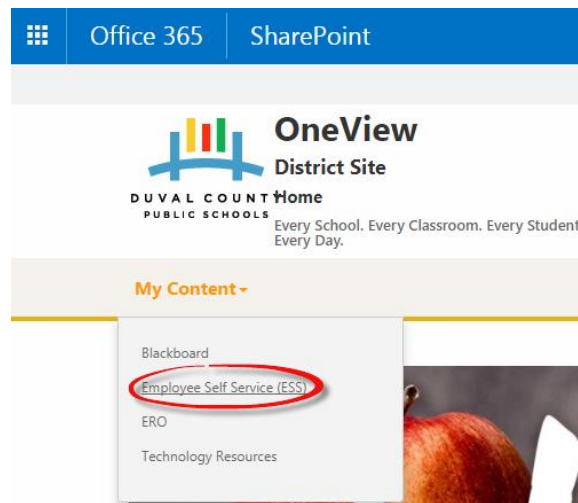 Office 365 SharePoint
OneView
District Site
DUVAL COUNT
PUBLIC SCHOOLS
Home
Every School. Every Classroom. Every Student
Every Day.
My Content
Blackboard
Employee Self Service (ESS)
ERO
Technology Resources